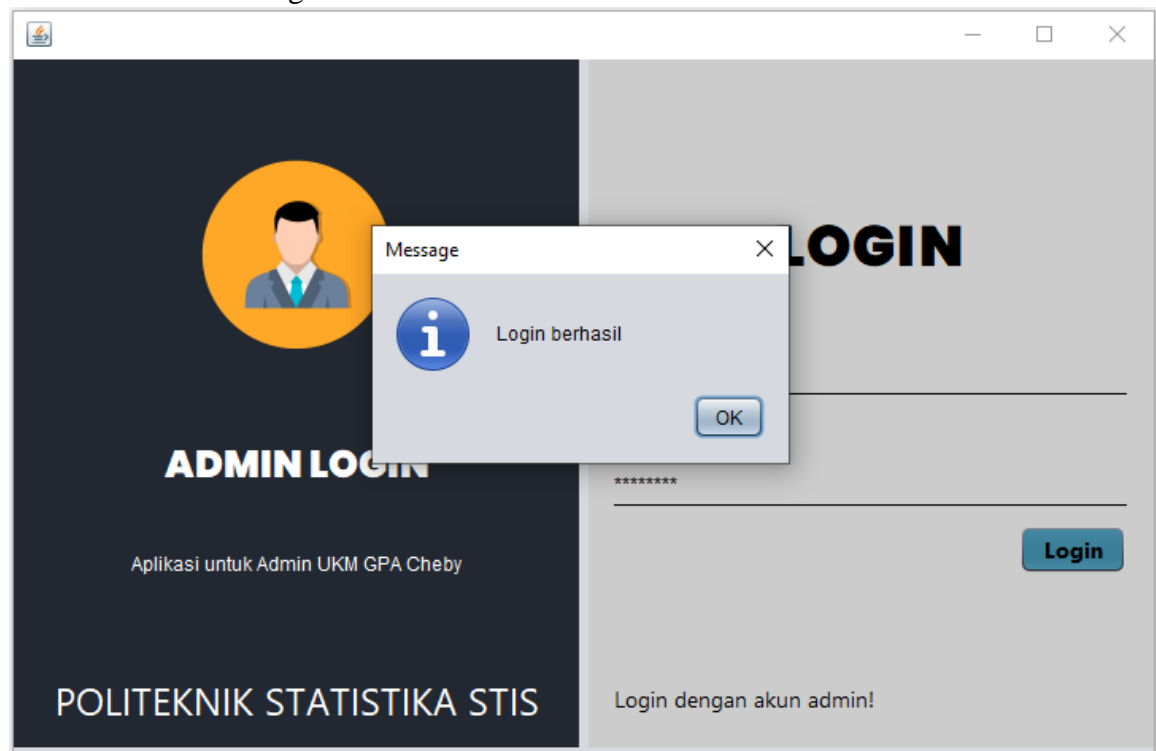 Message
Login berhasil
OK
ADMIN LOGIN
Aplikasi untuk Admin UKM GPA Cheby
POLITEKNIK STATISTIKA STIS
LOGIN
********
Login
Login dengan akun admin!